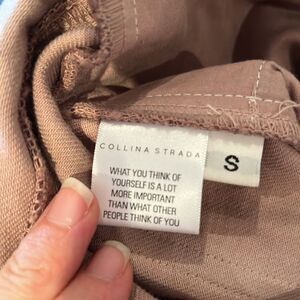 COLLINA STRADA
S
WHAT YOU THINK OF
YOURSELF IS A LOT
MORE IMPORTANT
THAN WHAT OTHER
PEOPLE THINK OF YOU